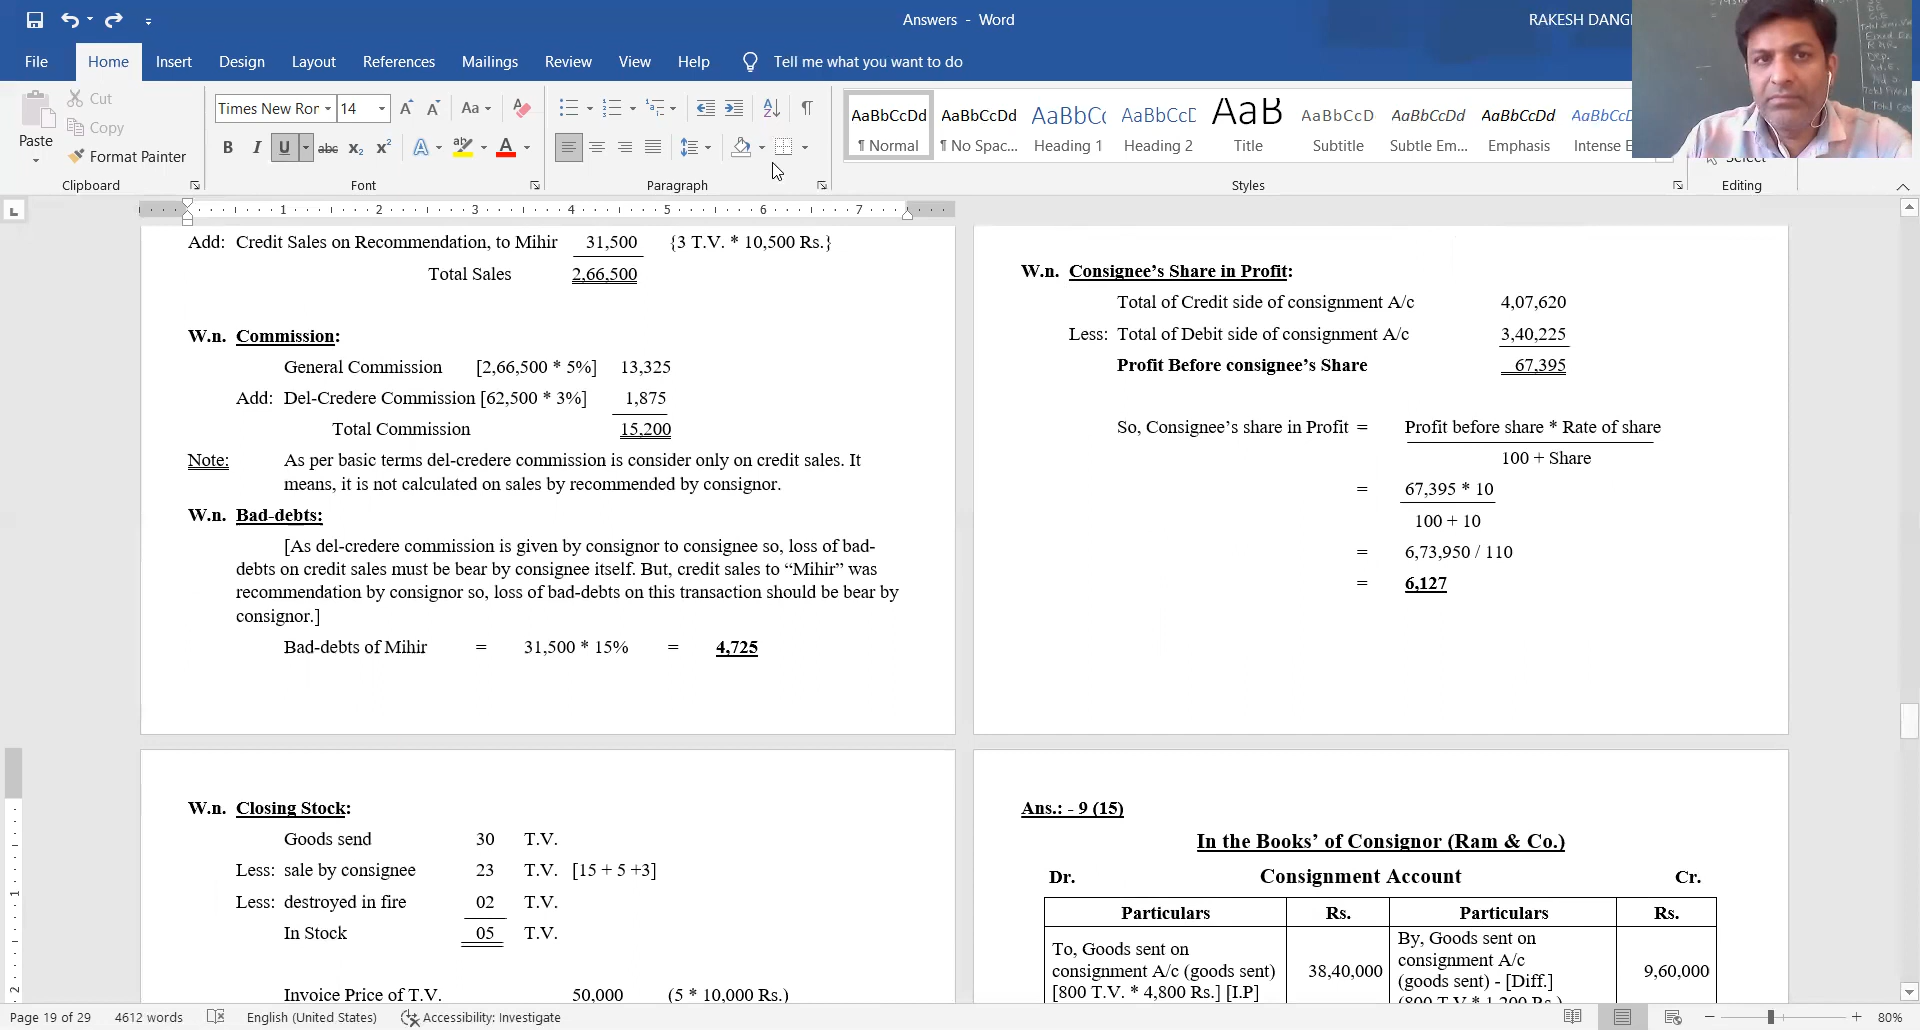 Answers - Word
RAKESH DANG
File Home Insert Design Layout References Mailings Review View Help Tell me what you want to do
Cut
Copy
Paste
Format Painter
Clipboard
Times New Ror 14
Font
Paragraph
AaBbCcDd AaBbCcDd AaBbCc AaBbCcD AaB AaBbCcD AaBbCcDd AaBbCcDd AaBbCcDd
¶ Normal ¶ No Spac... Heading 1 Heading 2 Title Subtitle Subtle Em... Emphasis Intense E
Styles
Select
Editing
1 2 3 4 5 6 7
Add: Credit Sales on Recommendation, to Mihir 31,500 {3 T.V. * 10,500 Rs.}
Total Sales 2,66,500
W.n. Commission:
General Commission [2,66,500 * 5%] 13,325
Add: Del-Credere Commission [62,500 * 3%] 1,875
Total Commission 15,200
Note: As per basic terms del-credere commission is consider only on credit sales. It
means, it is not calculated on sales by recommended by consignor.
W.n. Bad-debts:
[As del-credere commission is given by consignor to consignee so, loss of bad-
debts on credit sales must be bear by consignee itself. But, credit sales to “Mihir” was
recommendation by consignor so, loss of bad-debts on this transaction should be bear by
consignor.]
Bad-debts of Mihir = 31,500 * 15% = 4,725
W.n. Consignee’s Share in Profit:
Total of Credit side of consignment A/c 4,07,620
Less: Total of Debit side of consignment A/c 3,40,225
Profit Before consignee’s Share 67,395
So, Consignee’s share in Profit = Profit before share * Rate of share
100 + Share
= 67,395 * 10
100 + 10
= 6,73,950 / 110
= 6,127
W.n. Closing Stock:
Goods send 30 T.V.
Less: sale by consignee 23 T.V. [15 + 5 +3]
Less: destroyed in fire 02 T.V.
In Stock 05 T.V.
Invoice Price of T.V. 50,000 (5 * 10,000 Rs.)
Ans.: - 9 (15)
In the Books’ of Consignor (Ram & Co.)
Dr. Consignment Account Cr.
Particulars Rs. Particulars Rs.
To, Goods sent on
consignment A/c (goods sent)
[800 T.V. * 4,800 Rs.] [I.P]
38,40,000
By, Goods sent on
consignment A/c
(goods sent) - [Diff.]
(800 T.V * 1,200 Rs.)
9,60,000
Page 19 of 29 4612 words English (United States) Accessibility: Investigate
80%